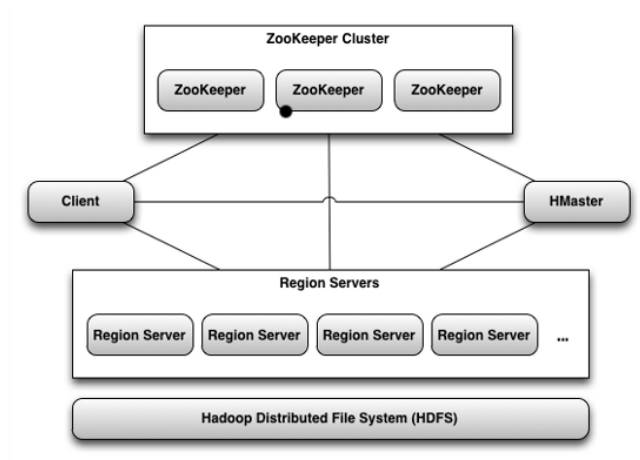 ZooKeeper Cluster
ZooKeeper ZooKeeper ZooKeeper
Client HMaster
Region Servers
Region Server Region Server Region Server Region Server ...
Hadoop Distributed File System (HDFS)